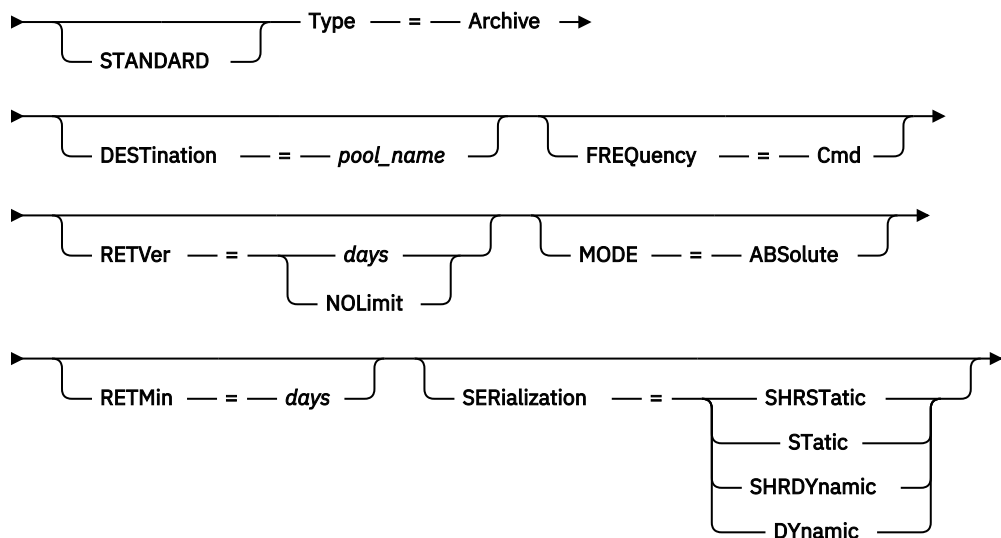 Type = Archive
STANDARD
DESTination = pool_name FREQuency = Cmd
RETVer = days MODE = ABSolute
NOLimit
RETMin = days SERialization = SHRSTatic
STatic
SHRDYnamic
DYnamic